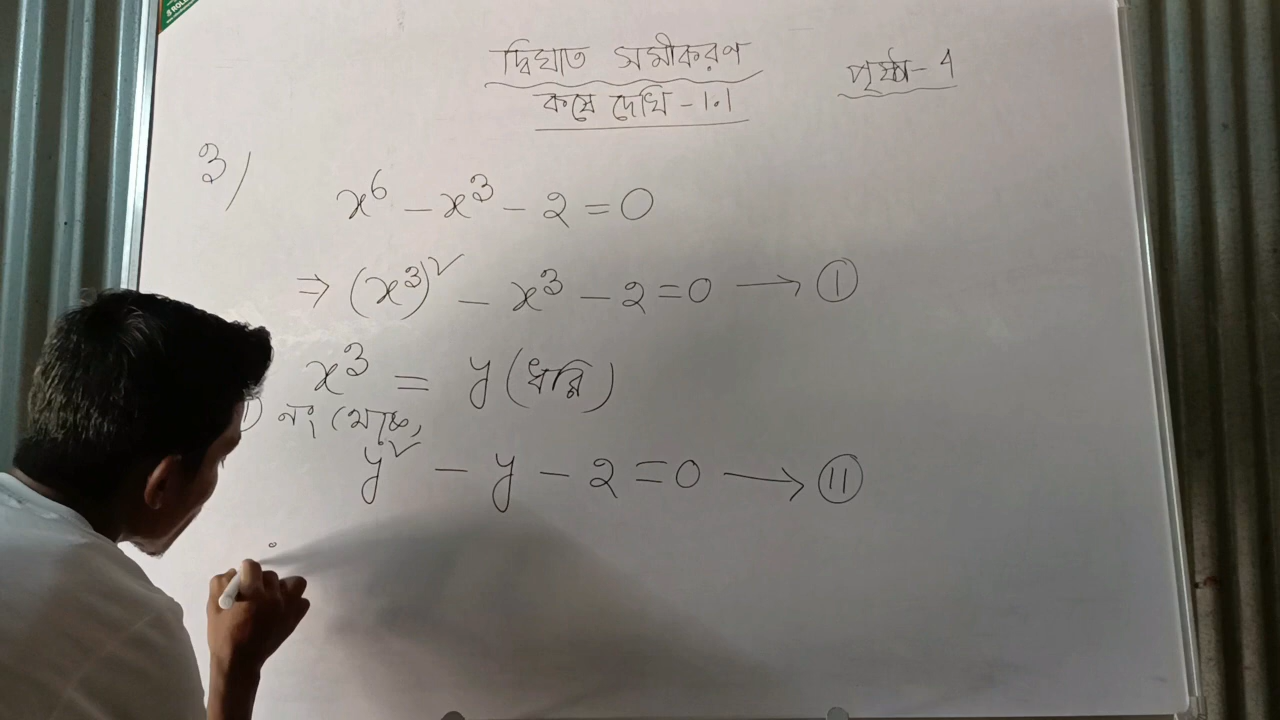 দ্বিঘাত সমীকরণ
পৃষ্ঠা - 4
কষে দেখি - 1.1
3/
x⁶ - x³ - 2 = 0
⇒ (x³)² - x³ - 2 = 0 → ①
x³ = y (ধরি)
নং থেকে,
y² - y - 2 = 0 → ⑪